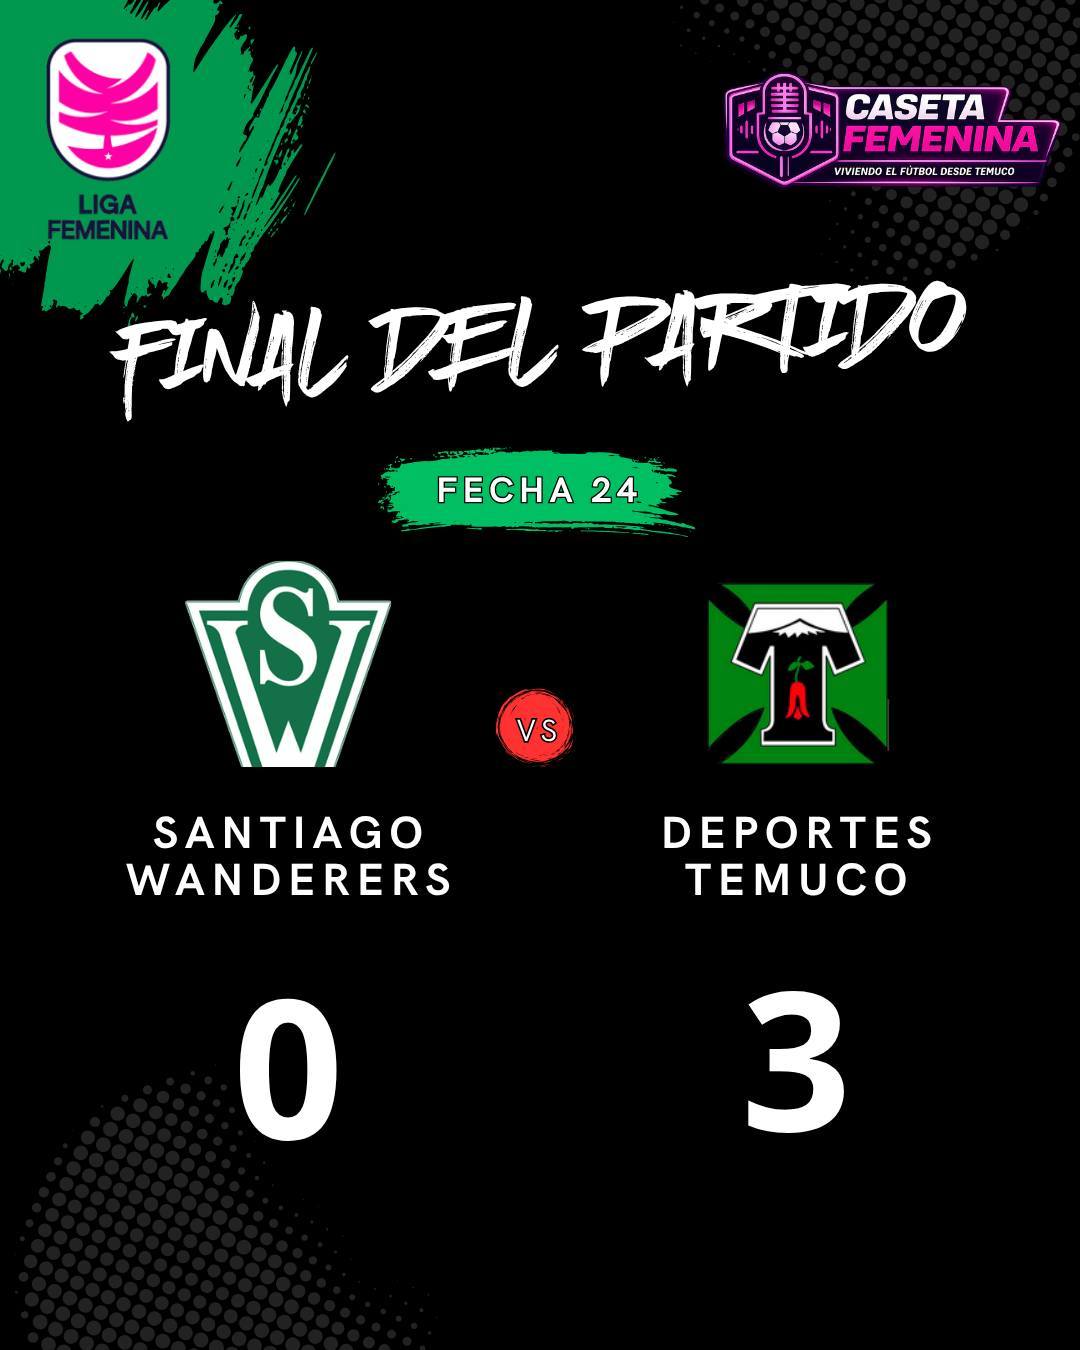 LIGA
FEMENINA
CASETA
FEMENINA
VIVIENDO EL FÚTBOL DESDE TEMUCO
FINAL DEL PARTIDO
FECHA 24
SW
T
VS
SANTIAGO
WANDERERS
DEPORTES
TEMUCO
0
3